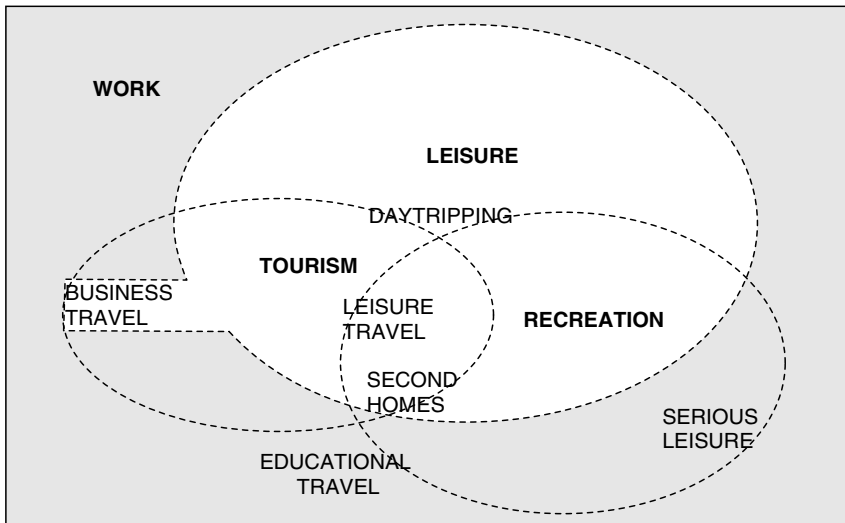 WORK
LEISURE
DAYTRIPPING
TOURISM
BUSINESS
TRAVEL
LEISURE
TRAVEL
RECREATION
SECOND
HOMES
SERIOUS
LEISURE
EDUCATIONAL
TRAVEL